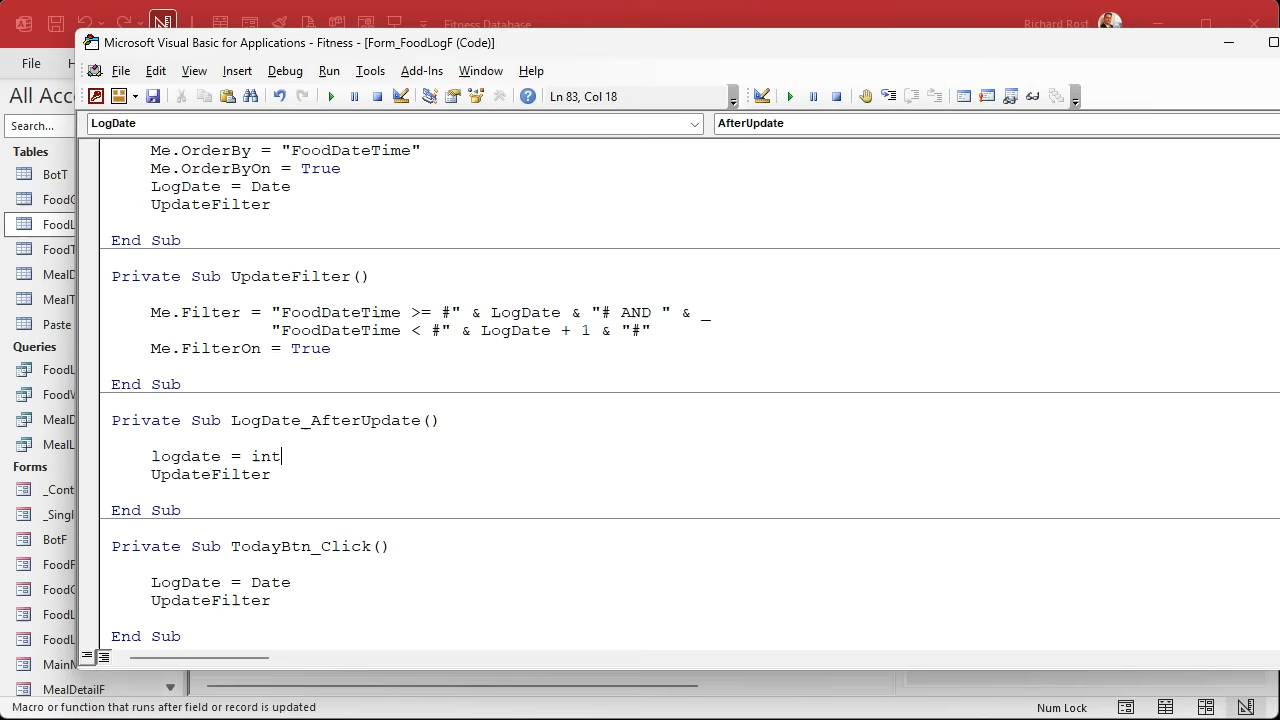 Fitness Database
Richard Rost
File
Microsoft Visual Basic for Applications - Fitness - [Form_FoodLogF (Code)]
File Edit View Insert Debug Run Tools Add-Ins Window Help
Ln 83, Col 18
LogDate
AfterUpdate
All Acc
Search...
Tables
BotT
FoodG
FoodL
FoodT
MealD
MealT
Paste
Queries
FoodL
FoodW
MealD
MealL
Forms
_Cont
_Singl
BotF
FoodF
FoodG
FoodL
FoodL
MainM
MealDetailF
Me.OrderBy = "FoodDateTime"
Me.OrderByOn = True
LogDate = Date
UpdateFilter
End Sub
Private Sub UpdateFilter()
Me.Filter = "FoodDateTime >= #" & LogDate & "# AND " & _
"FoodDateTime < #" & LogDate + 1 & "#"
Me.FilterOn = True
End Sub
Private Sub LogDate_AfterUpdate()
logdate = int
UpdateFilter
End Sub
Private Sub TodayBtn_Click()
LogDate = Date
UpdateFilter
End Sub
Macro or function that runs after field or record is updated
Num Lock